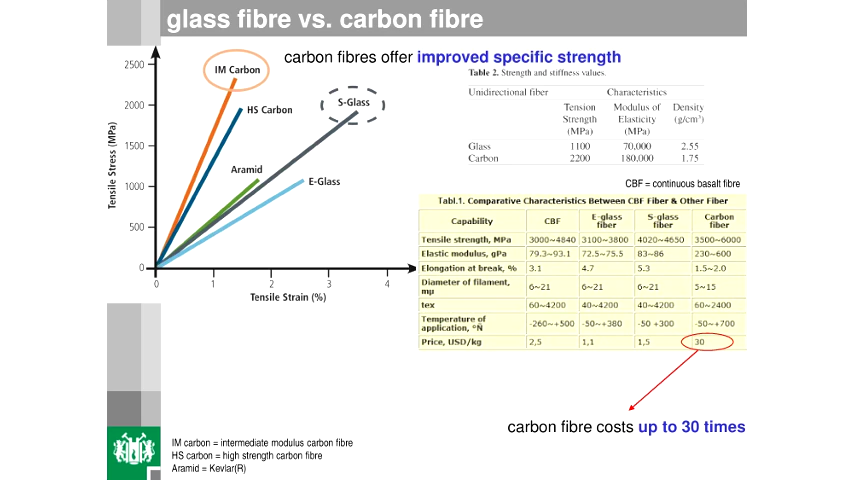 glass fibre vs. carbon fibre
carbon fibres offer improved specific strength
2500
2000
1500
1000
500
0
Tensile Stress (MPa)
IM Carbon
HS Carbon
S-Glass
Aramid
E-Glass
0 1 2 3 4
Tensile Strain (%)
Table 2. Strength and stiffness values.
Unidirectional fiber Characteristics
Tension Modulus of Density
Strength Elasticity (g/cm³)
(MPa) (MPa)
Glass 1100 70.000 2.55
Carbon 2200 180.000 1.75
CBF = continuous basalt fibre
Tabl.1. Comparative Characteristics Between CBF Fiber & Other Fiber
Capability CBF E-glass fiber S-glass fiber Carbon fiber
Tensile strength, MPa 3000~4840 3100~3800 4020~4650 3500~6000
Elastic modulus, gPa 79.3~93.1 72.5~75.5 83~86 230~600
Elongation at break, % 3.1 4.7 5.3 1.5~2.0
Diameter of filament, mµ 6~21 6~21 6~21 5~15
tex 60~4200 40~4200 40~4200 60~2400
Temperature of application, °Ñ -260~+500 -50~+380 -50 +300 -50~+700
Price, USD/kg 2,5 1,1 1,5 30
carbon fibre costs up to 30 times
IM carbon = intermediate modulus carbon fibre
HS carbon = high strength carbon fibre
Aramid = Kevlar(R)